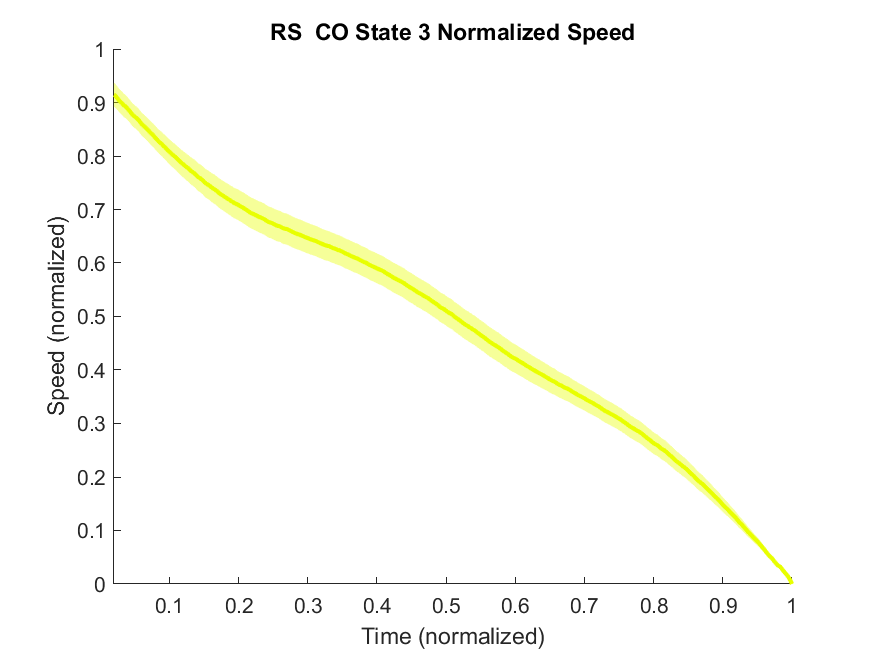 RS  CO State 3 Normalized Speed
1
0.9
0.8
0.7
0.6
0.5
0.4
0.3
0.2
0.1
0
Speed (normalized)
0.1 0.2 0.3 0.4 0.5 0.6 0.7 0.8 0.9 1
Time (normalized)